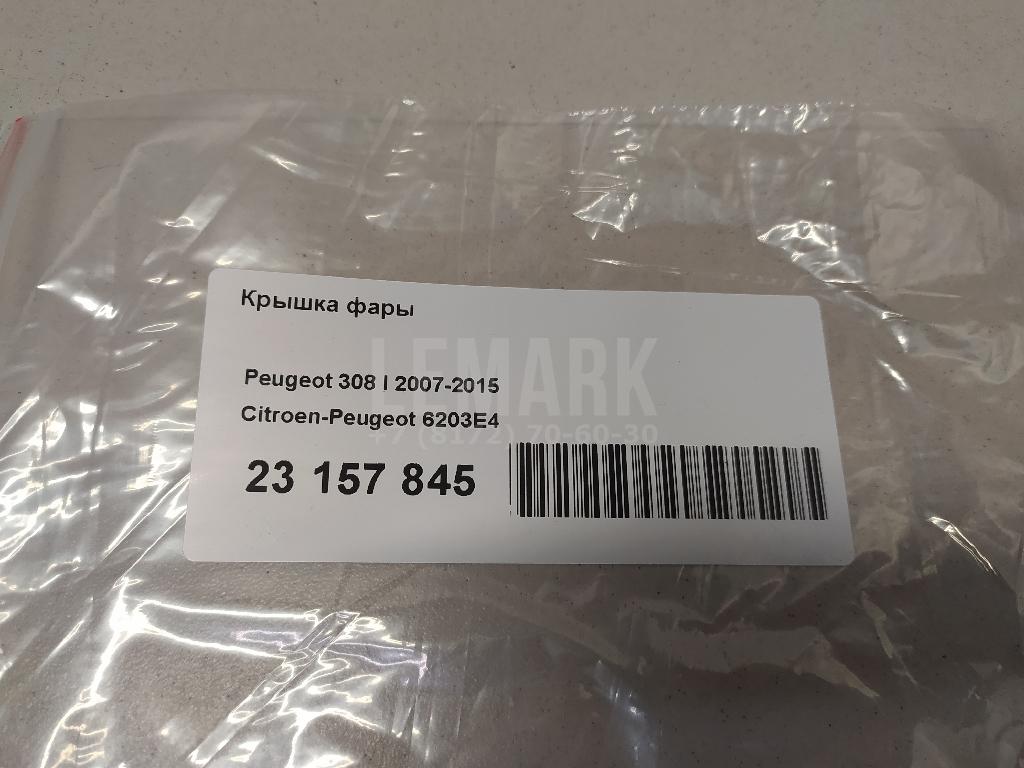 Крышка фары
LEMARK
Peugeot 308 I 2007-2015
Citroen-Peugeot 6203E4
+7 (8172) 70-60-30
23 157 845